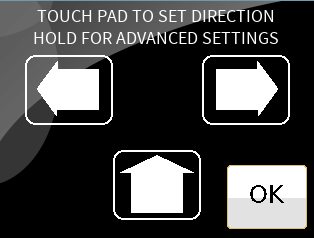 TOUCH PAD TO SET DIRECTION
HOLD FOR ADVANCED SETTINGS
OK